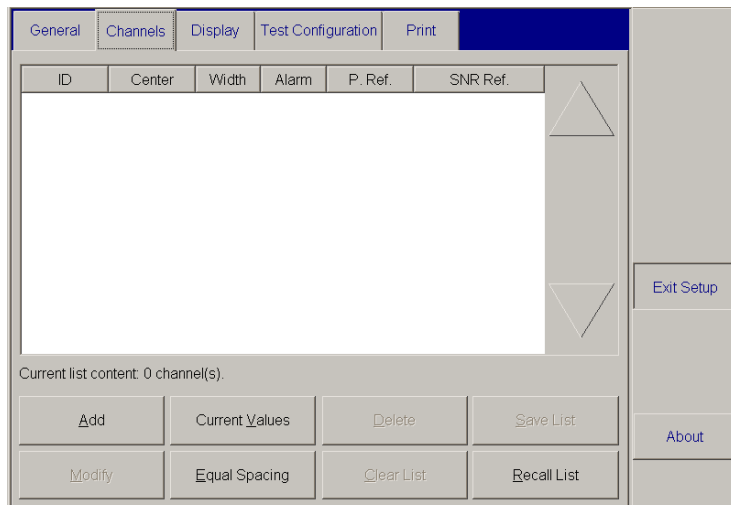 General Channels Display Test Configuration Print
ID Center Width Alarm P. Ref. SNR Ref.
Exit Setup
Current list content: 0 channel(s).
Add Current Values Delete Save List
About
Modify Equal Spacing Clear List Recall List